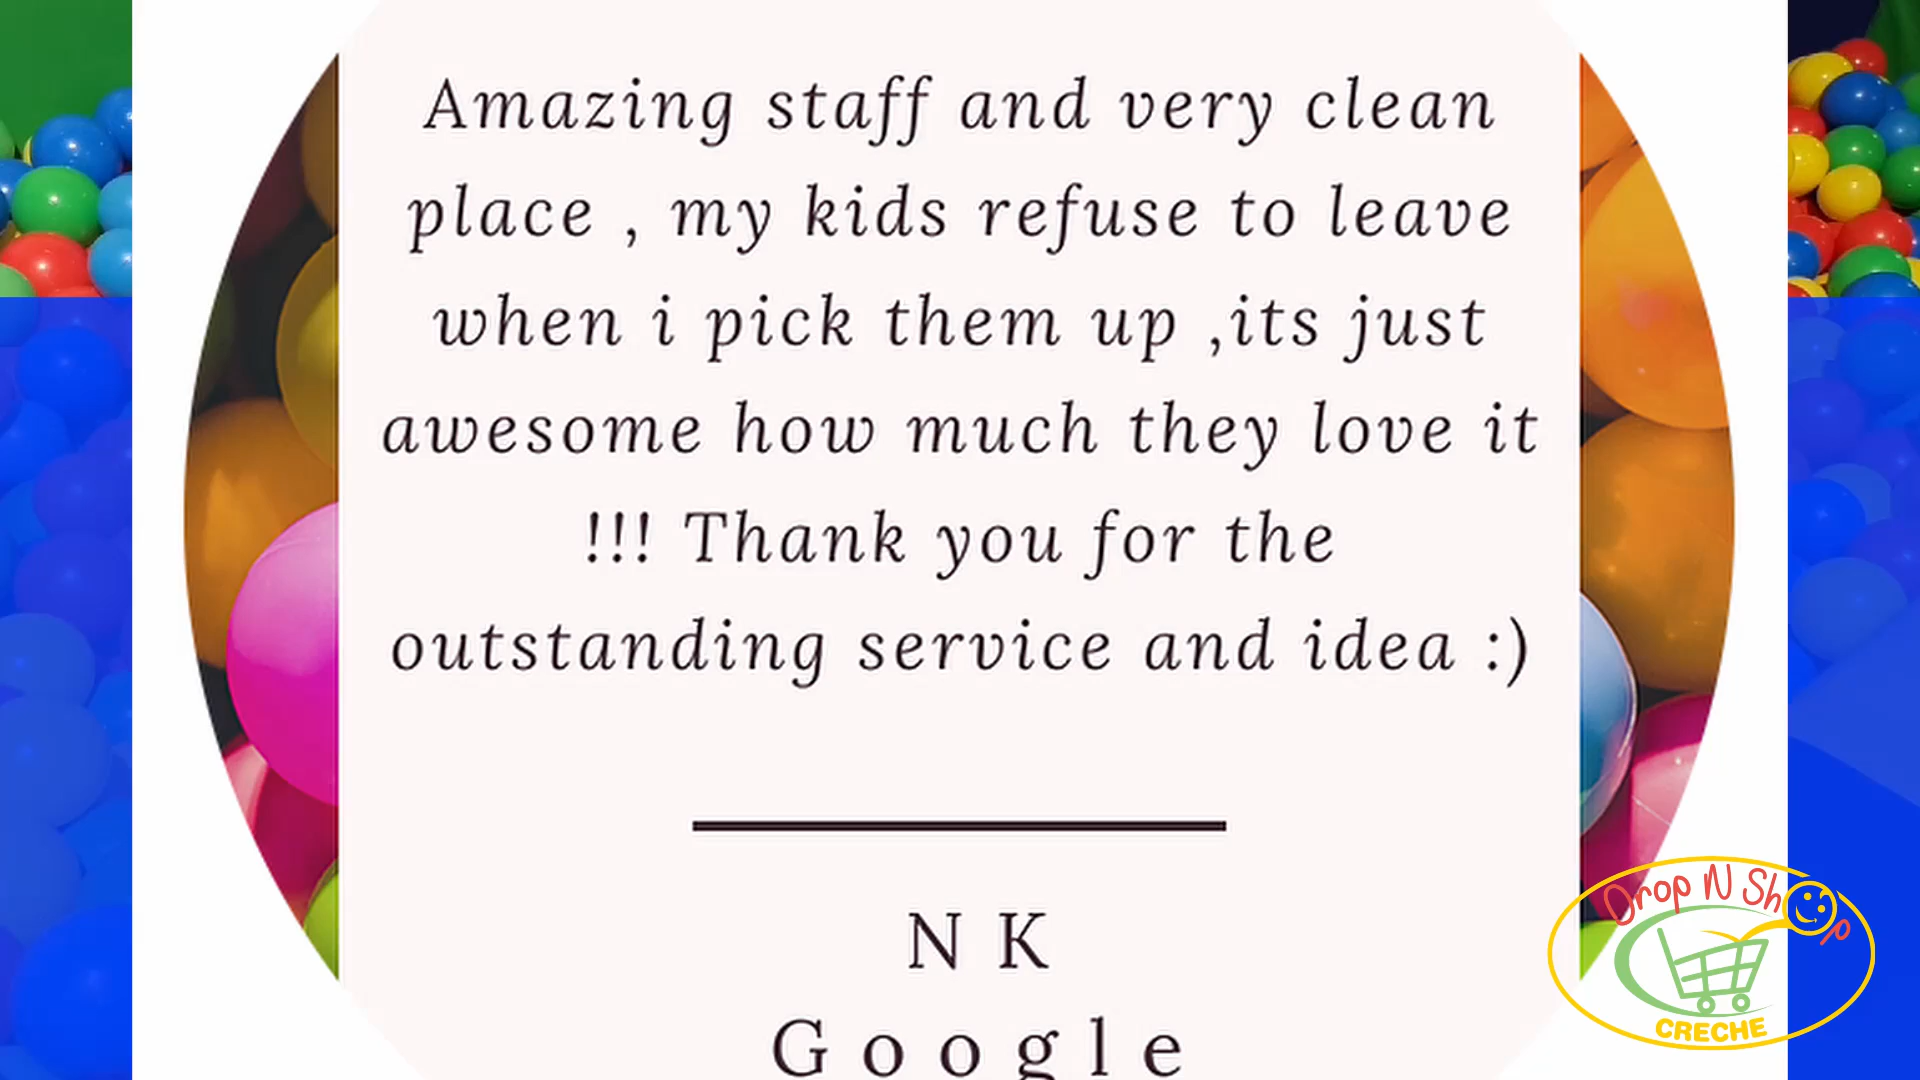 Amazing staff and very clean
place , my kids refuse to leave
when i pick them up ,its just
awesome how much they love it
!!! Thank you for the
outstanding service and idea :)
N K
Google
Drop N Shop
CRECHE